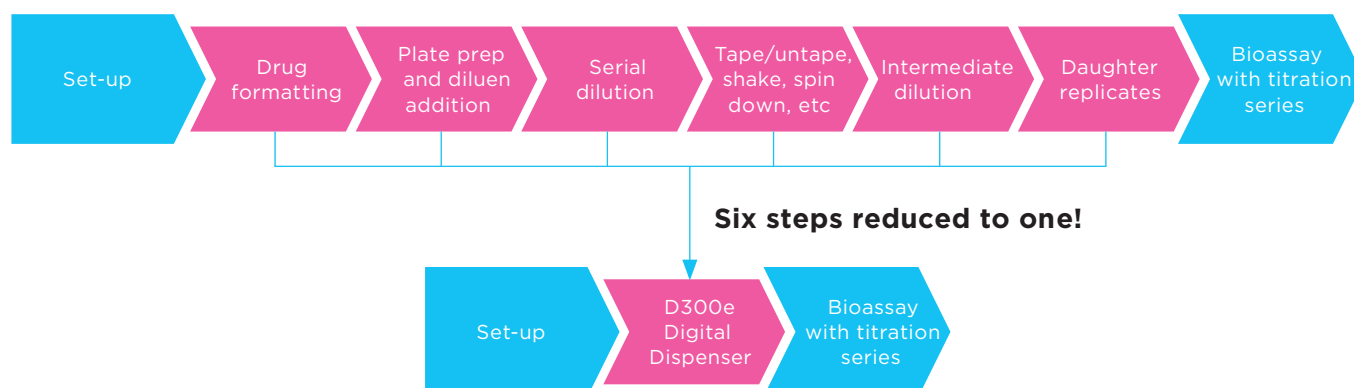 Set-up
Drug
formatting
Plate prep
and diluen
addition
Serial
dilution
Tape/untape,
shake, spin
down, etc
Intermediate
dilution
Daughter
replicates
Bioassay
with titration
series
Six steps reduced to one!
Set-up
D300e
Digital
Dispenser
Bioassay
with titration
series